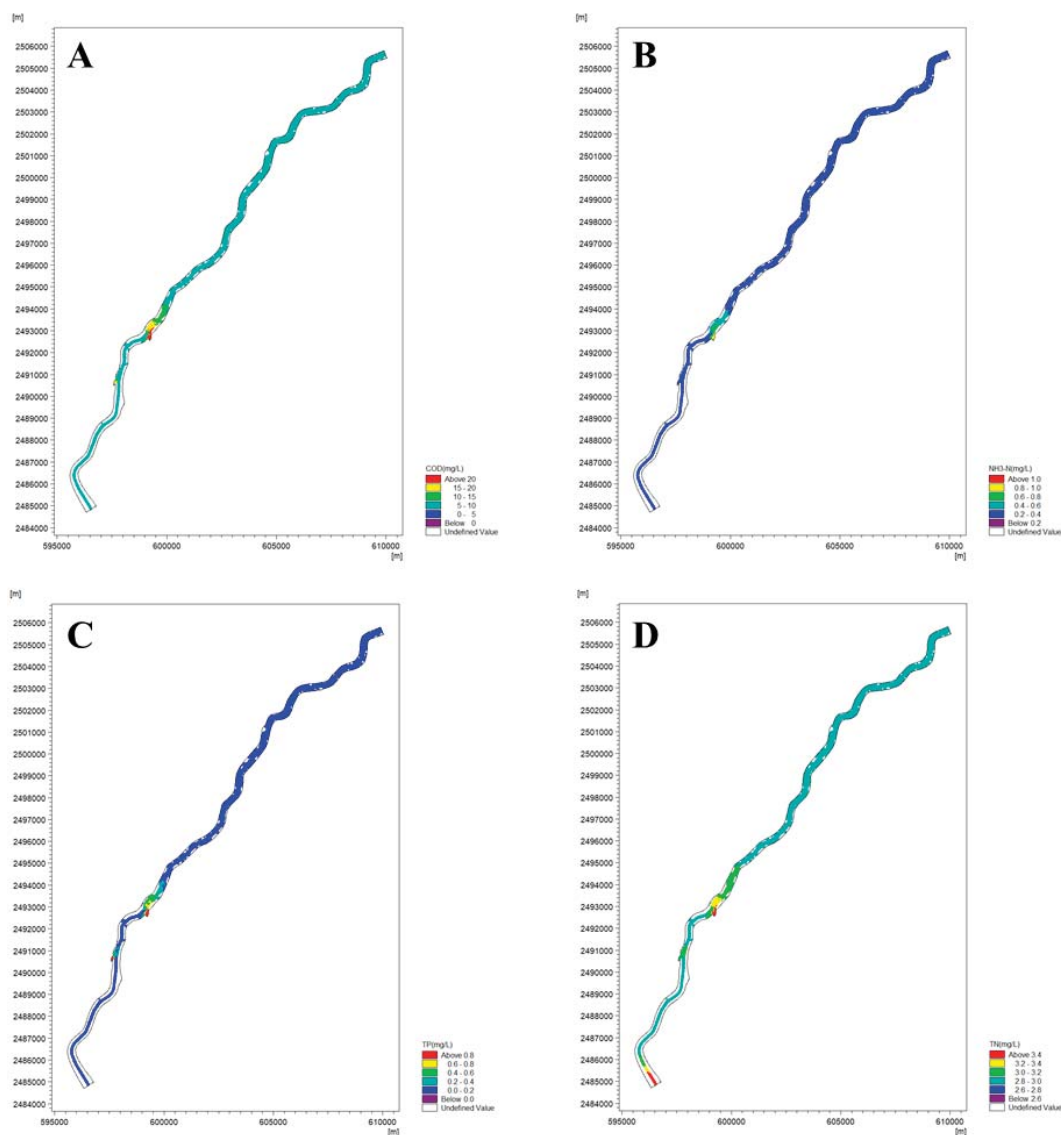 [m]
A
2506000
2505000
2504000
2503000
2502000
2501000
2500000
2499000
2498000
2497000
2496000
2495000
2494000
2493000
2492000
2491000
2490000
2489000
2488000
2487000
2486000
2485000
2484000
595000 600000 605000 610000
[m]
COD(mg/L)
Above 20
15 - 20
10 - 15
5 - 10
0 - 5
Below 0
Undefined Value
[m]
B
2506000
2505000
2504000
2503000
2502000
2501000
2500000
2499000
2498000
2497000
2496000
2495000
2494000
2493000
2492000
2491000
2490000
2489000
2488000
2487000
2486000
2485000
2484000
595000 600000 605000 610000
[m]
NH3-N(mg/L)
Above 1.0
0.8 - 1.0
0.6 - 0.8
0.4 - 0.6
0.2 - 0.4
Below 0.2
Undefined Value
[m]
C
2506000
2505000
2504000
2503000
2502000
2501000
2500000
2499000
2498000
2497000
2496000
2495000
2494000
2493000
2492000
2491000
2490000
2489000
2488000
2487000
2486000
2485000
2484000
595000 600000 605000 610000
[m]
TP(mg/L)
Above 0.8
0.6 - 0.8
0.4 - 0.6
0.2 - 0.4
0.0 - 0.2
Below 0.0
Undefined Value
[m]
D
2506000
2505000
2504000
2503000
2502000
2501000
2500000
2499000
2498000
2497000
2496000
2495000
2494000
2493000
2492000
2491000
2490000
2489000
2488000
2487000
2486000
2485000
2484000
595000 600000 605000 610000
[m]
TN(mg/L)
Above 3.4
3.2 - 3.4
3.0 - 3.2
2.8 - 3.0
2.6 - 2.8
Below 2.6
Undefined Value